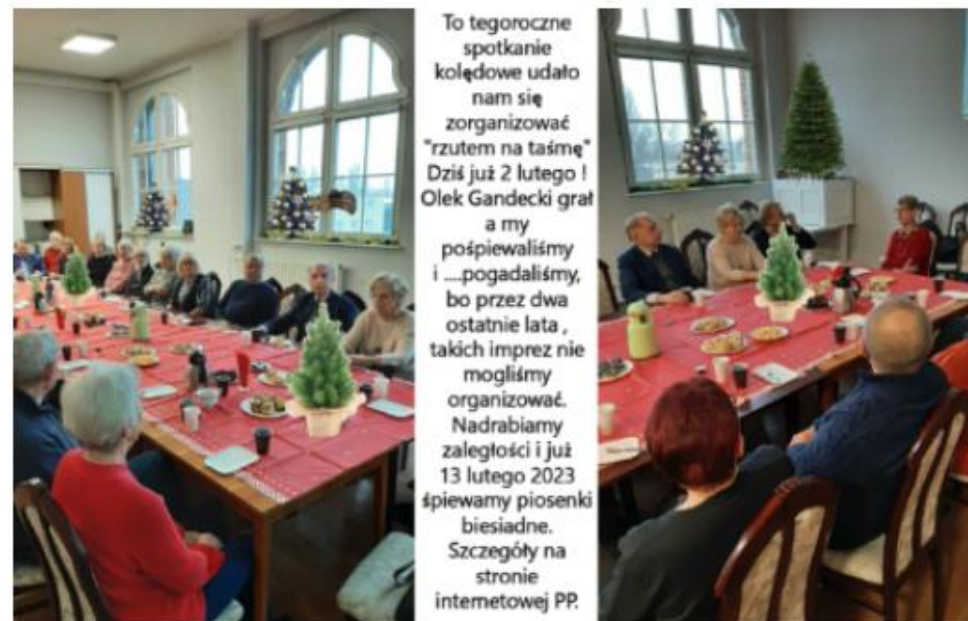 To tegoroczne
spotkanie
kolędowe udało
nam się
zorganizować
"rzutem na taśmę"
Dziś już 2 lutego !
Olek Gandecki grał
a my
pośpiewaliśmy
i ....pogadaliśmy,
bo przez dwa
ostatnie lata ,
takich imprez nie
mogliśmy
organizować.
Nadrabiamy
zaległości i już
13 lutego 2023
śpiewamy piosenki
biesiadne.
Szczegóły na
stronie
internetowej PP.